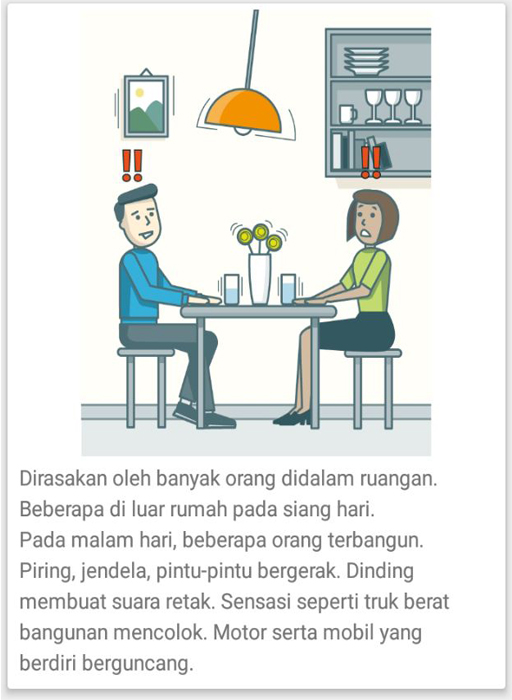 Dirasakan oleh banyak orang didalam ruangan.
Beberapa di luar rumah pada siang hari.
Pada malam hari, beberapa orang terbangun.
Piring, jendela, pintu-pintu bergerak. Dinding
membuat suara retak. Sensasi seperti truk berat
bangunan mencolok. Motor serta mobil yang
berdiri berguncang.